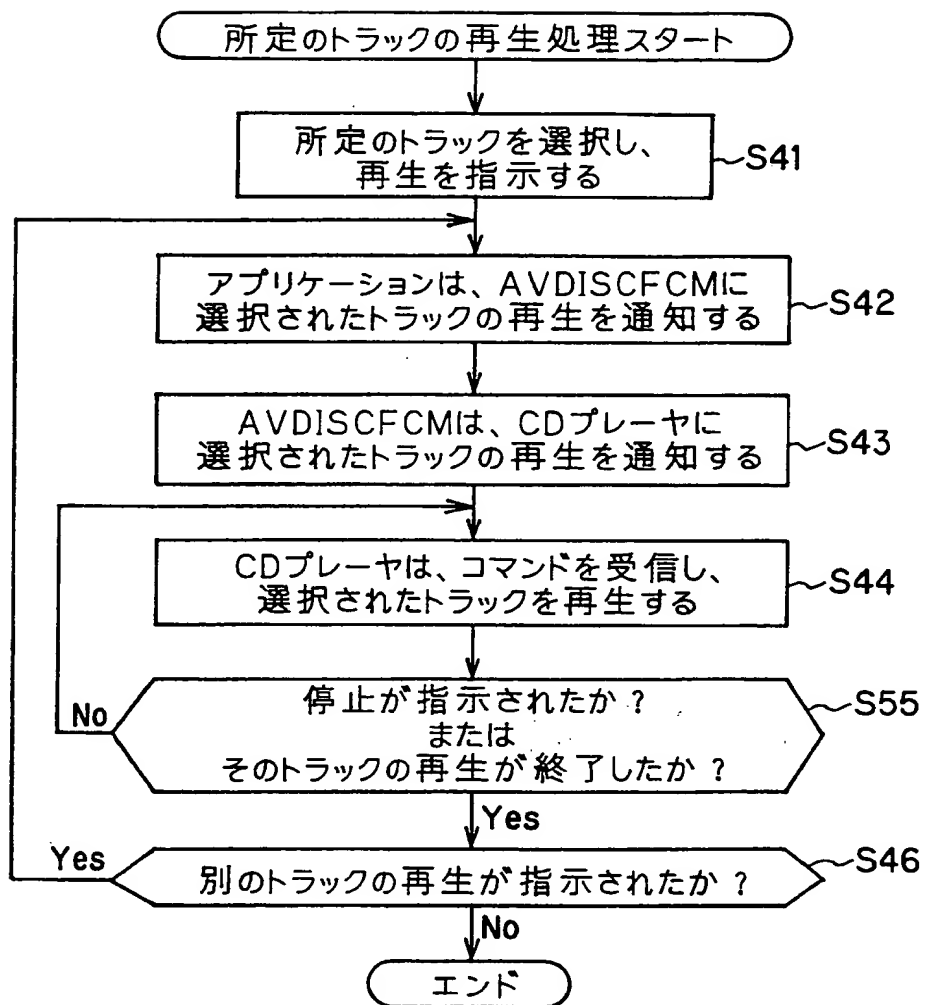 所定のトラックの再生処理スタート
所定のトラックを選択し、
再生を指示する
S41
アプリケーションは、AVDISCFCMに
選択されたトラックの再生を通知する
S42
AVDISCFCMは、CDプレーヤに
選択されたトラックの再生を通知する
S43
CDプレーヤは、コマンドを受信し、
選択されたトラックを再生する
S44
停止が指示されたか？
または
そのトラックの再生が終了したか？
S55
No
Yes
別のトラックの再生が指示されたか？
S46
Yes
No
エンド